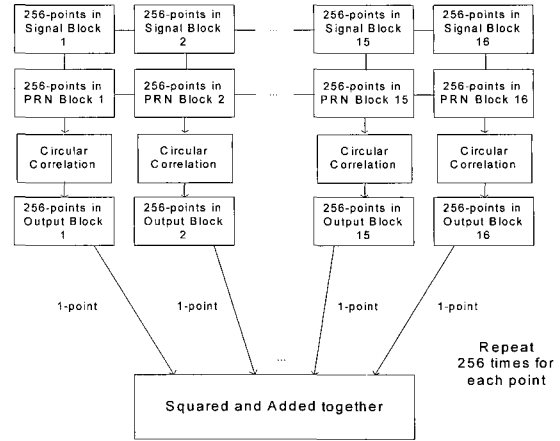 256-points in
Signal Block
1
256-points in
Signal Block
2
...
256-points in
Signal Block
15
256-points in
Signal Block
16
256-points in
PRN Block 1
256-points in
PRN Block 2
...
256-points in
PRN Block 15
256-points in
PRN Block 16
Circular
Correlation
Circular
Correlation
Circular
Correlation
Circular
Correlation
256-points in
Output Block
1
256-points in
Output Block
2
256-points in
Output Block
15
256-points in
Output Block
16
1-point
1-point
1-point
1-point
...
Repeat
256 times for
each point
Squared and Added together